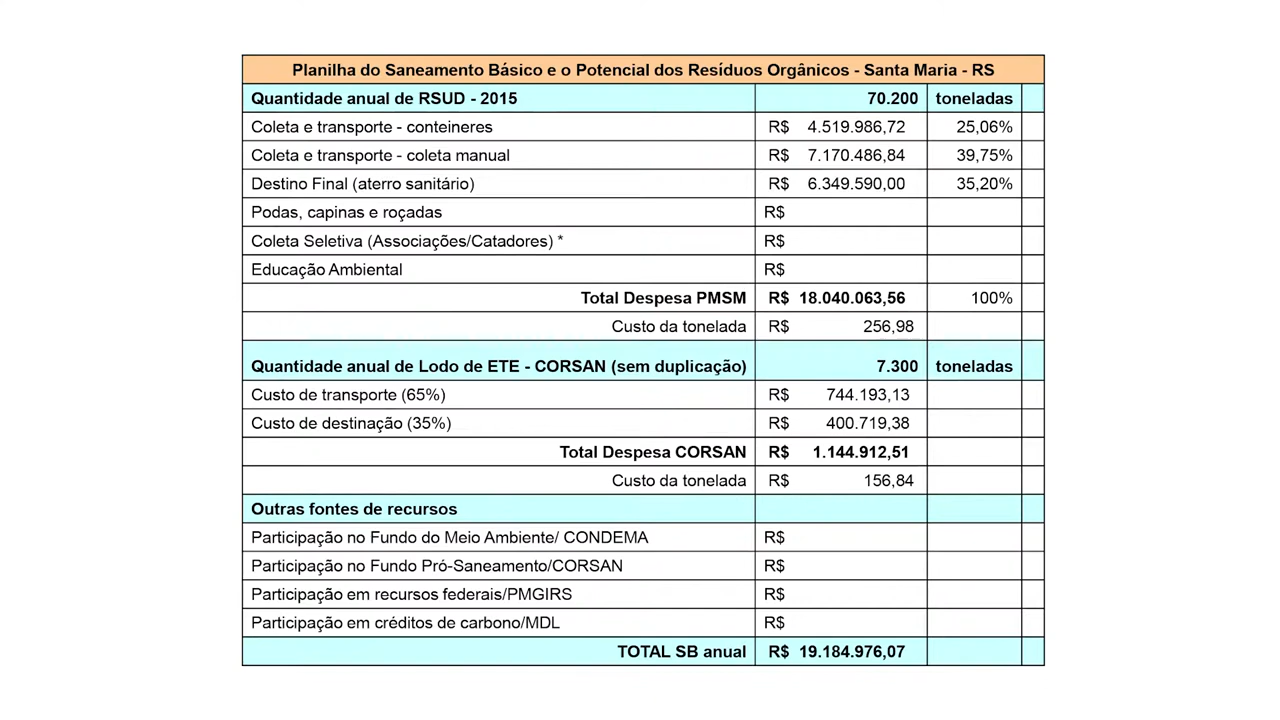 Planilha do Saneamento Básico e o Potencial dos Resíduos Orgânicos - Santa Maria - RS
Quantidade anual de RSUD - 2015 70.200 toneladas
Coleta e transporte - conteineres R$ 4.519.986,72 25,06%
Coleta e transporte - coleta manual R$ 7.170.486,84 39,75%
Destino Final (aterro sanitário) R$ 6.349.590,00 35,20%
Podas, capinas e roçadas R$
Coleta Seletiva (Associações/Catadores) * R$
Educação Ambiental R$
Total Despesa PMSM R$ 18.040.063,56 100%
Custo da tonelada R$ 256,98
Quantidade anual de Lodo de ETE - CORSAN (sem duplicação) 7.300 toneladas
Custo de transporte (65%) R$ 744.193,13
Custo de destinação (35%) R$ 400.719,38
Total Despesa CORSAN R$ 1.144.912,51
Custo da tonelada R$ 156,84
Outras fontes de recursos
Participação no Fundo do Meio Ambiente/ CONDEMA R$
Participação no Fundo Pró-Saneamento/CORSAN R$
Participação em recursos federais/PMGIRS R$
Participação em créditos de carbono/MDL R$
TOTAL SB anual R$ 19.184.976,07